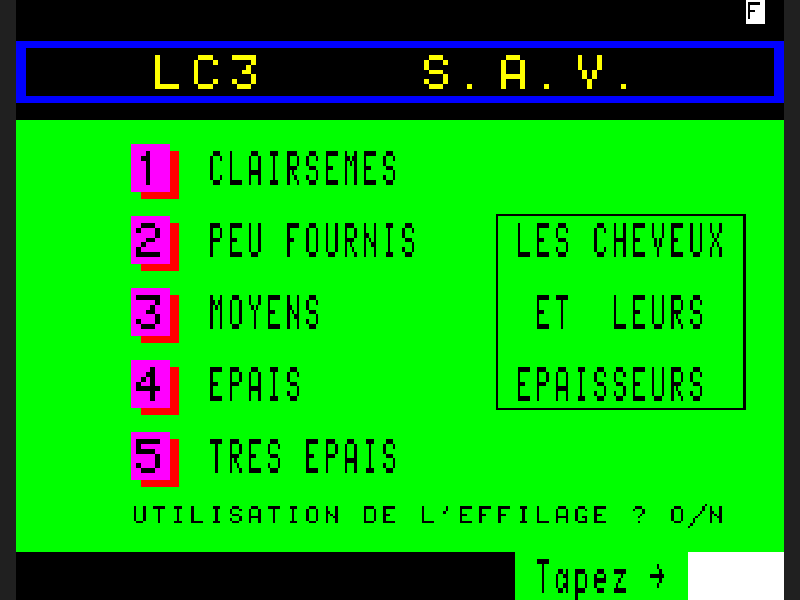 F
LC3 S.A.V.
1 CLAIRSEMES
2 PEU FOURNIS
3 MOYENS
4 EPAIS
5 TRES EPAIS
LES CHEVEUX
ET LEURS
EPAISSEURS
UTILISATION DE L'EFFILAGE ? O/N
Tapez →